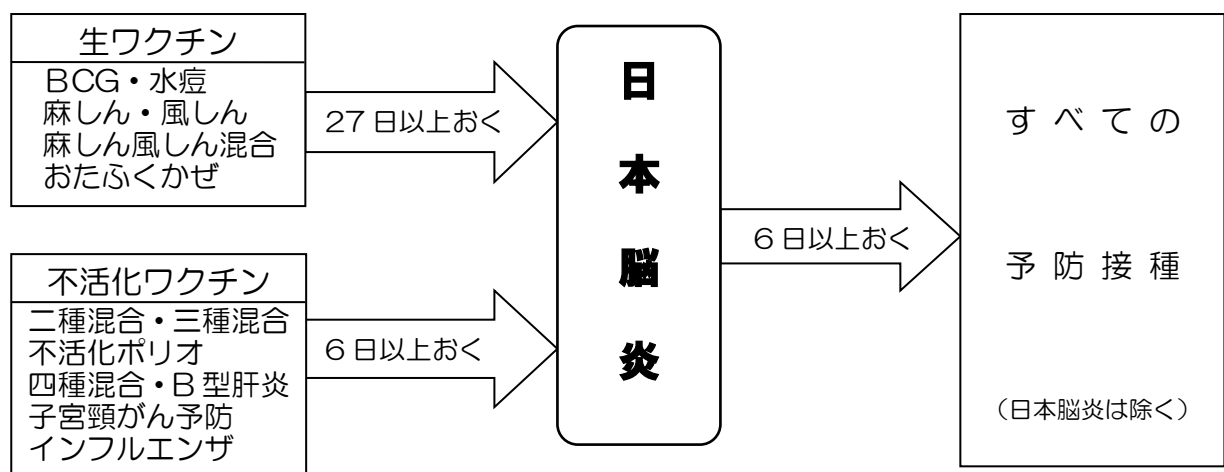 生ワクチン
BCG・水痘
麻しん・風しん
麻しん風しん混合
おたふくかぜ
27日以上おく
不活化ワクチン
二種混合・三種混合
不活化ポリオ
四種混合・B型肝炎
子宮頸がん予防
インフルエンザ
6日以上おく
日本脳炎
6日以上おく
すべての
予防接種
（日本脳炎は除く）